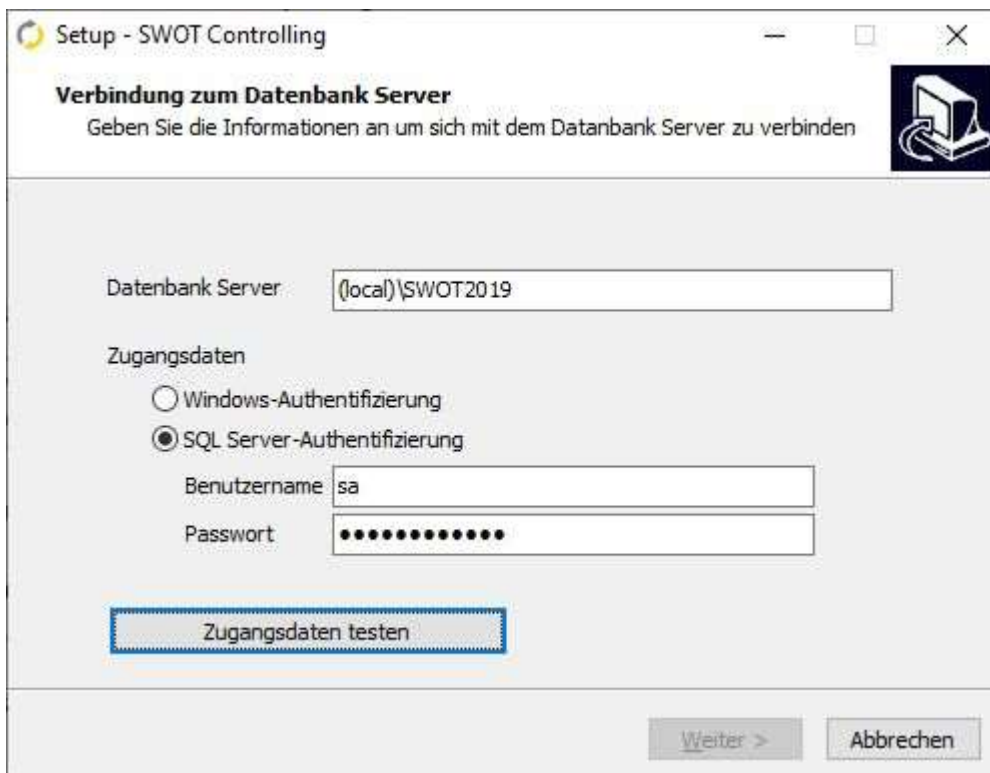 Setup - SWOT Controlling
Verbindung zum Datenbank Server
Geben Sie die Informationen an um sich mit dem Datanbank Server zu verbinden
Datenbank Server (local)\SWOT2019
Zugangsdaten
Windows-Authentifizierung
SQL Server-Authentifizierung
Benutzername sa
Passwort ••••••••••••
Zugangsdaten testen
Weiter > Abbrechen